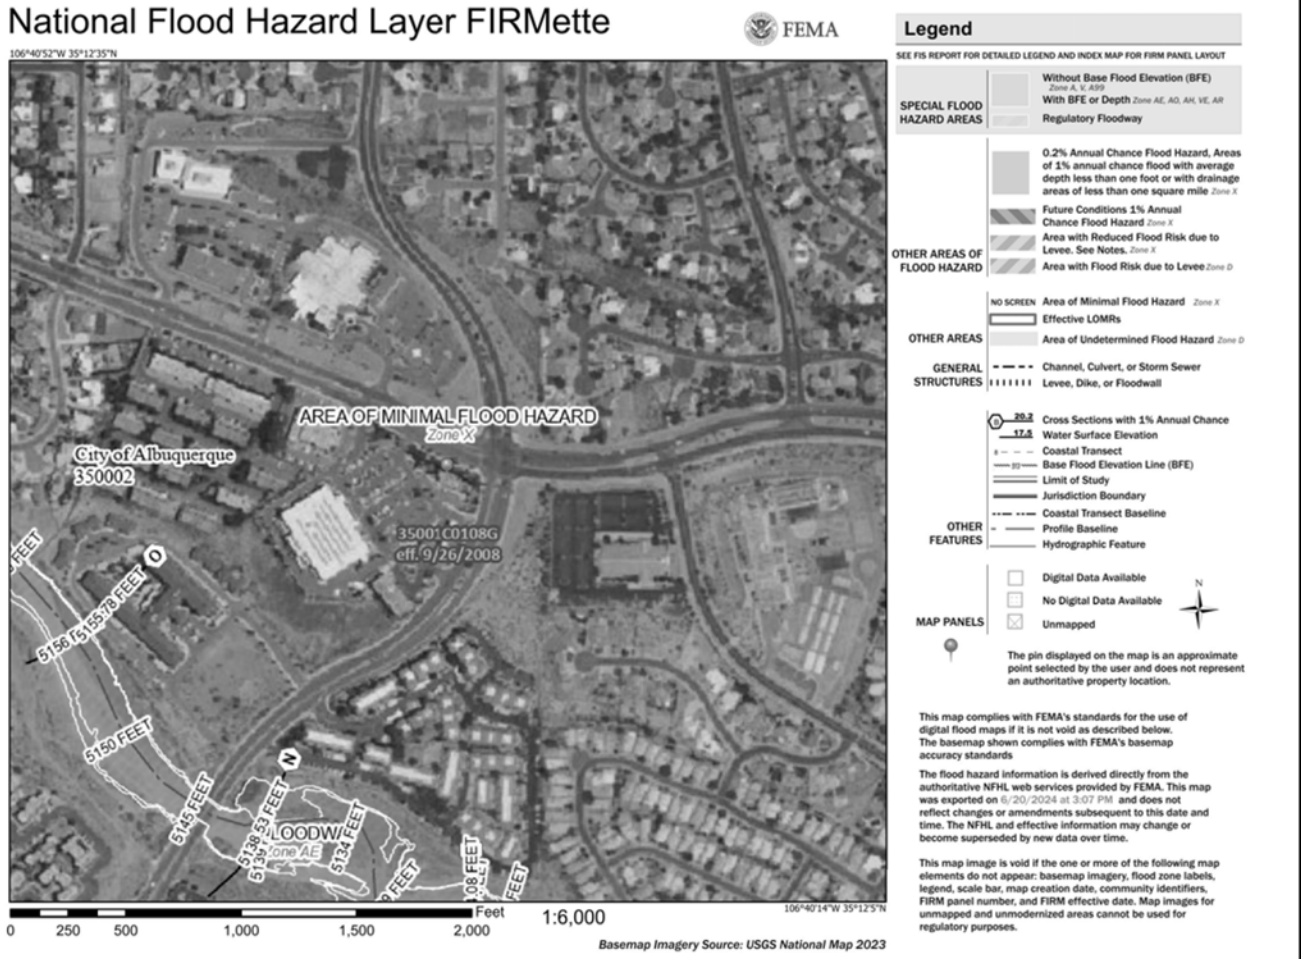 National Flood Hazard Layer FIRMette
FEMA
106°40'52"W 35°12'35"N
AREA OF MINIMAL FLOOD HAZARD
Zone X
City of Albuquerque
350002
35001C0108G
eff. 9/26/2008
FEET
O
5155.78 FEET
5156
5150 FEET
N
5145 FEET
5138.53 FEET
5139
LOODW
Zone AE
5134 FEET
9 FEET
08 FEET
FEET
106°40'14"W 35°12'5"N
Feet
0 250 500 1,000 1,500 2,000
1:6,000
Basemap Imagery Source: USGS National Map 2023
Legend
SEE FIS REPORT FOR DETAILED LEGEND AND INDEX MAP FOR FIRM PANEL LAYOUT
SPECIAL FLOOD
HAZARD AREAS
Without Base Flood Elevation (BFE)
Zone A, V, A99
With BFE or Depth Zone AE, AO, AH, VE, AR
Regulatory Floodway
OTHER AREAS OF
FLOOD HAZARD
0.2% Annual Chance Flood Hazard, Areas
of 1% annual chance flood with average
depth less than one foot or with drainage
areas of less than one square mile Zone X
Future Conditions 1% Annual
Chance Flood Hazard Zone X
Area with Reduced Flood Risk due to
Levee. See Notes. Zone X
Area with Flood Risk due to Levee Zone D
OTHER AREAS
NO SCREEN Area of Minimal Flood Hazard Zone X
Effective LOMRs
Area of Undetermined Flood Hazard Zone D
GENERAL
STRUCTURES
Channel, Culvert, or Storm Sewer
Levee, Dike, or Floodwall
OTHER
FEATURES
B 20.2 Cross Sections with 1% Annual Chance
17.5 Water Surface Elevation
8 Coastal Transect
Base Flood Elevation Line (BFE)
Limit of Study
Jurisdiction Boundary
Coastal Transect Baseline
Profile Baseline
Hydrographic Feature
MAP PANELS
Digital Data Available
No Digital Data Available
Unmapped
N
The pin displayed on the map is an approximate
point selected by the user and does not represent
an authoritative property location.
This map complies with FEMA's standards for the use of
digital flood maps if it is not void as described below.
The basemap shown complies with FEMA's basemap
accuracy standards
The flood hazard information is derived directly from the
authoritative NFHL web services provided by FEMA. This map
was exported on 6/20/2024 at 3:07 PM and does not
reflect changes or amendments subsequent to this date and
time. The NFHL and effective information may change or
become superseded by new data over time.
This map image is void if the one or more of the following map
elements do not appear: basemap imagery, flood zone labels,
legend, scale bar, map creation date, community identifiers,
FIRM panel number, and FIRM effective date. Map images for
unmapped and unmodernized areas cannot be used for
regulatory purposes.